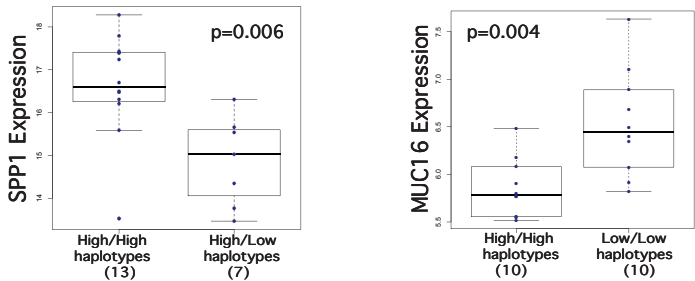 p=0.006
SPP1 Expression
18
17
16
15
14
High/High
haplotypes
(13)
High/Low
haplotypes
(7)
p=0.004
MUC16 Expression
7.5
7.0
6.5
6.0
5.5
High/High
haplotypes
(10)
Low/Low
haplotypes
(10)